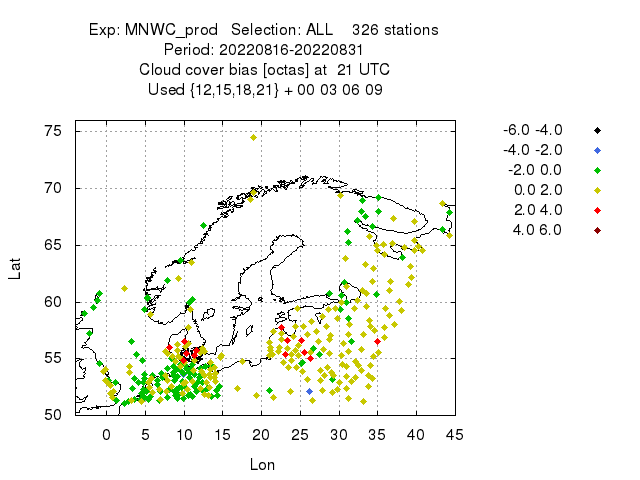 Exp: MNWC_prod   Selection: ALL    326 stations
Period: 20220816-20220831
Cloud cover bias [octas] at  21 UTC
Used {12,15,18,21} + 00 03 06 09
-6.0 -4.0
-4.0 -2.0
-2.0 0.0
0.0 2.0
2.0 4.0
4.0 6.0
Lat
75
70
65
60
55
50
0 5 10 15 20 25 30 35 40 45
Lon